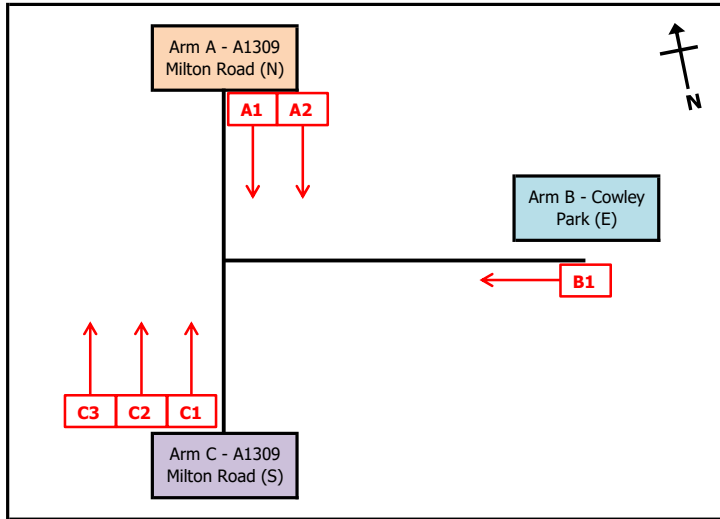 Arm A - A1309
Milton Road (N)
A1 A2
N
Arm B - Cowley
Park (E)
B1
C3 C2 C1
Arm C - A1309
Milton Road (S)